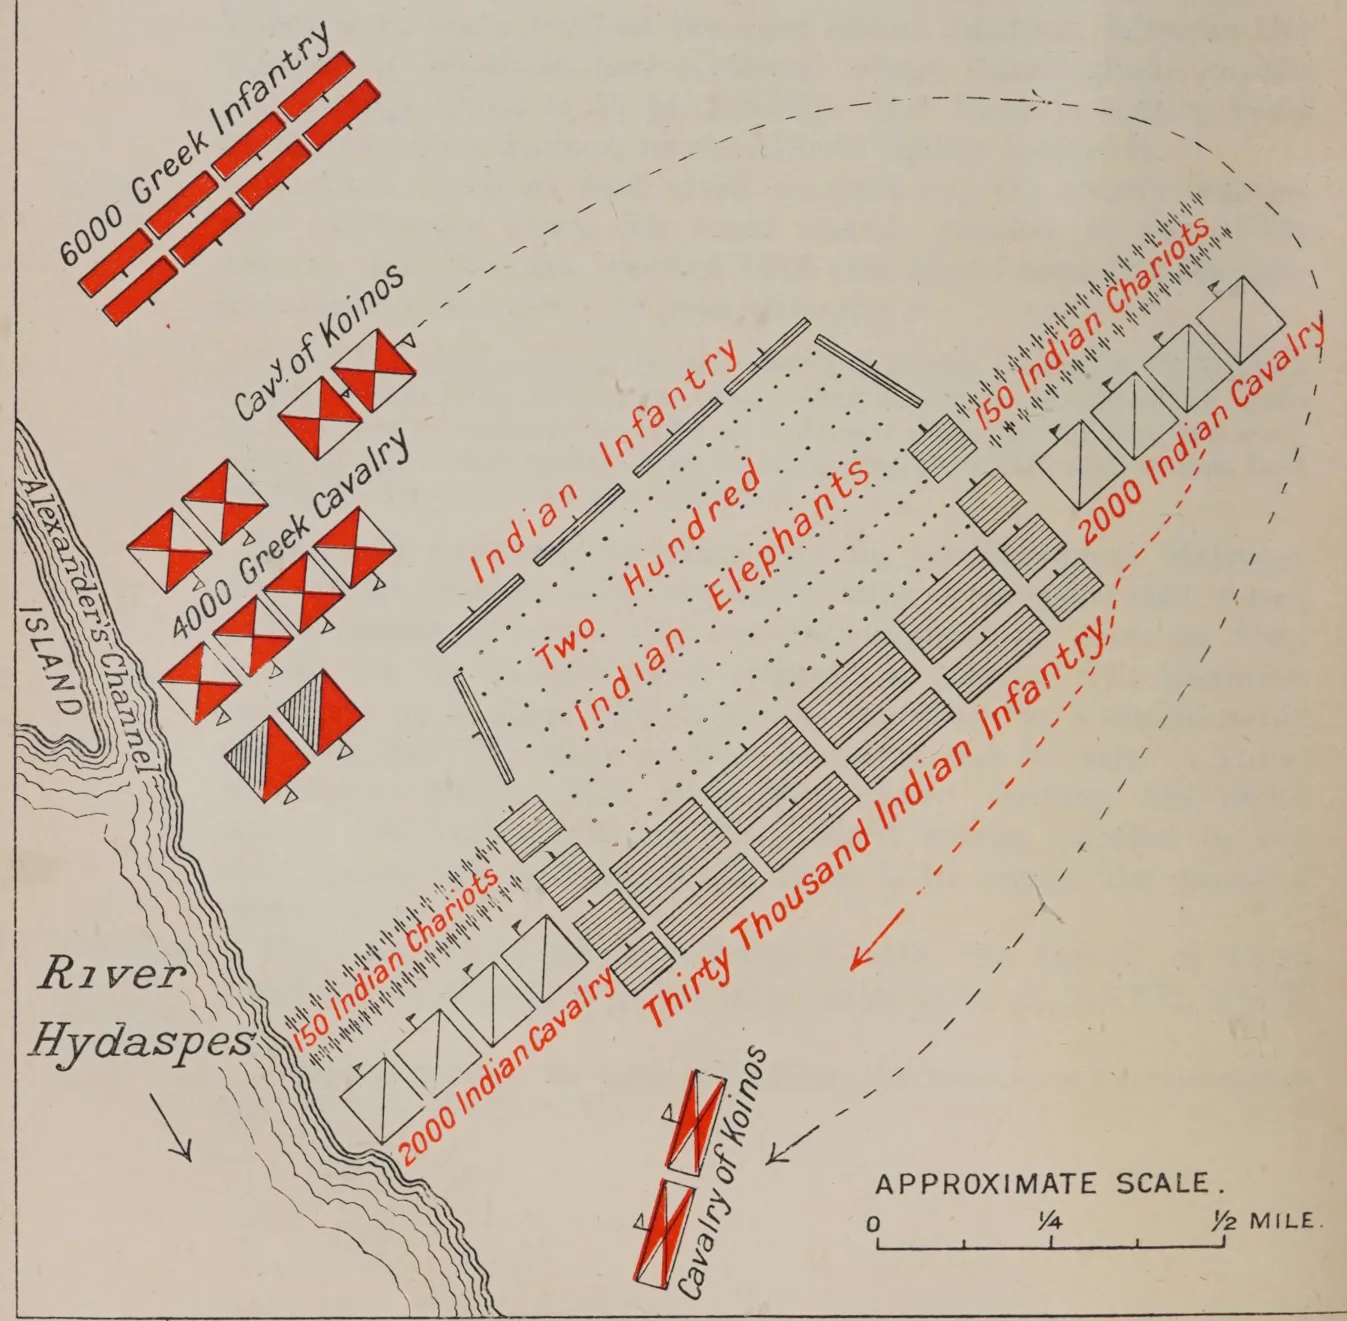 6000 Greek Infantry
Cavy. of Koinos
4000 Greek Cavalry
Alexander's Channel
ISLAND
Indian Infantry
Two Hundred
Indian Elephants
150 Indian Chariots
2000 Indian Cavalry
Thirty Thousand Indian Infantry
150 Indian Chariots
2000 Indian Cavalry
River
Hydaspes
Cavalry of Koinos
APPROXIMATE SCALE.
0 ¼ ½ MILE.